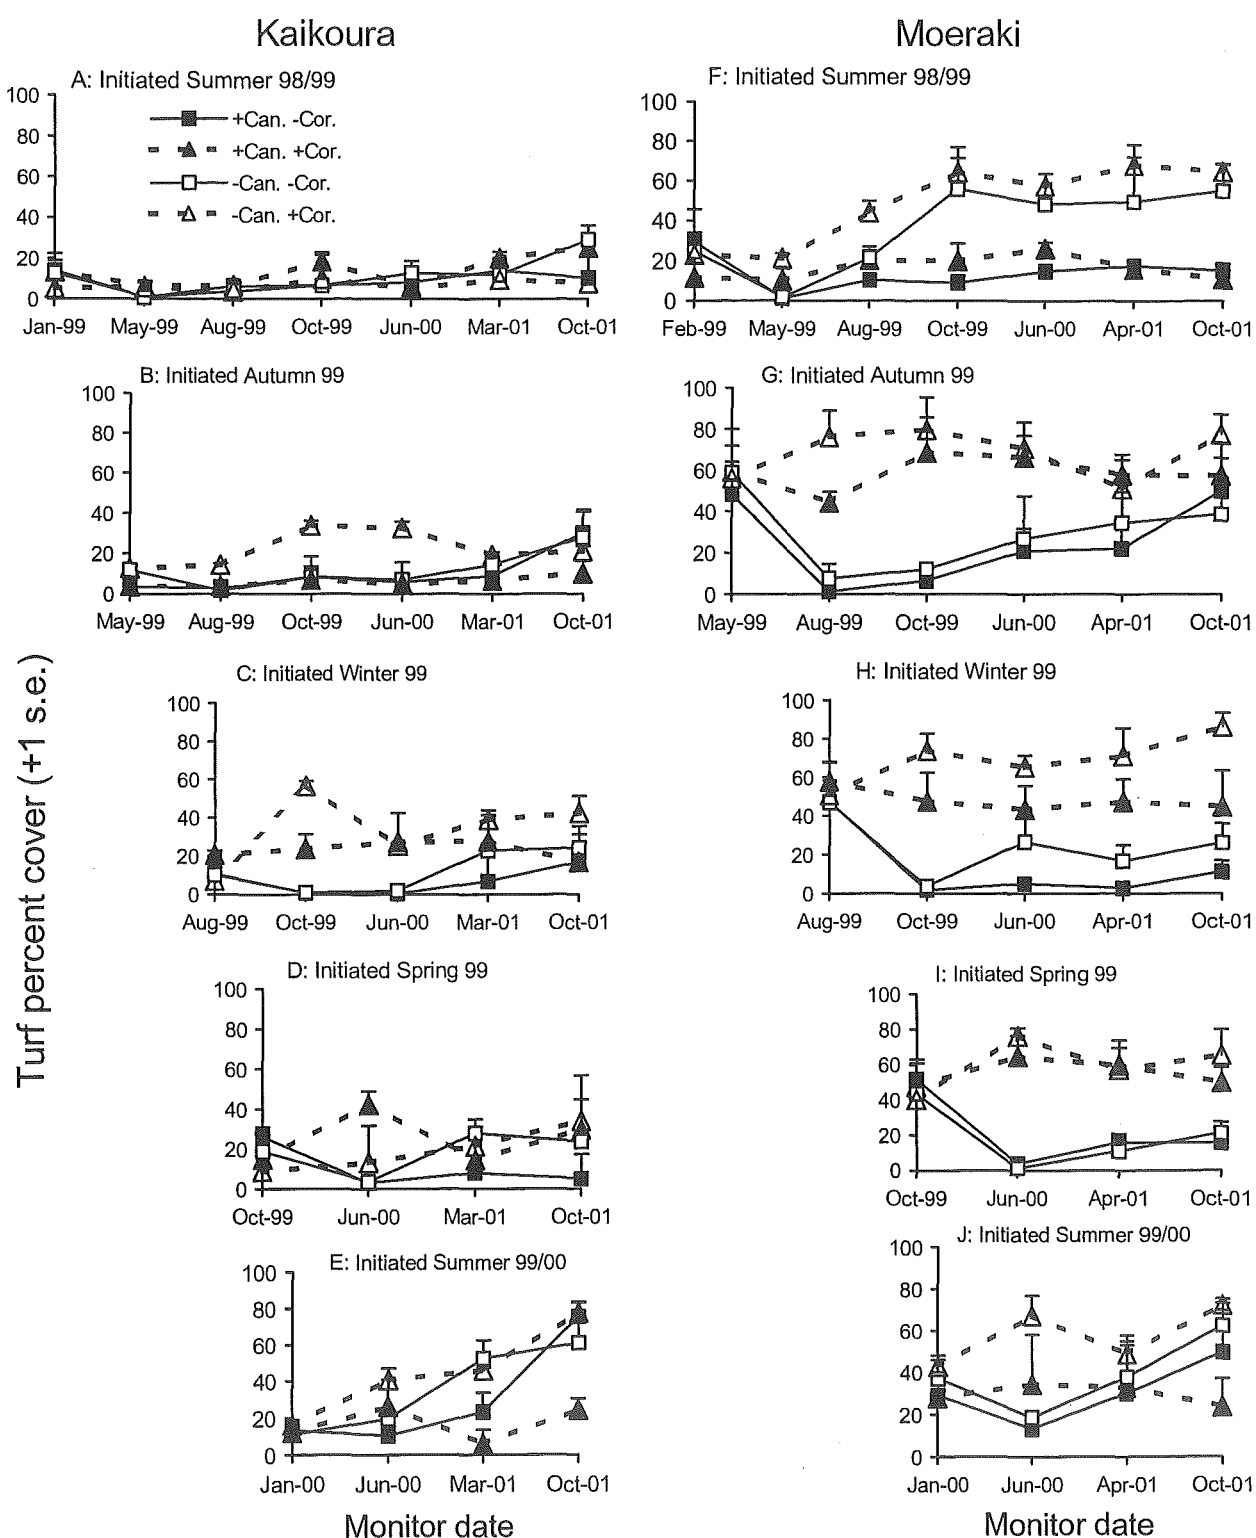 Kaikoura
A: Initiated Summer 98/99
100
80
60
40
20
0
+Can. -Cor.
+Can. +Cor.
-Can. -Cor.
-Can. +Cor.
Jan-99 May-99 Aug-99 Oct-99 Jun-00 Mar-01 Oct-01
B: Initiated Autumn 99
100
80
60
40
20
0
May-99 Aug-99 Oct-99 Jun-00 Mar-01 Oct-01
C: Initiated Winter 99
100
80
60
40
20
0
Aug-99 Oct-99 Jun-00 Mar-01 Oct-01
D: Initiated Spring 99
100
80
60
40
20
0
Oct-99 Jun-00 Mar-01 Oct-01
E: Initiated Summer 99/00
100
80
60
40
20
0
Jan-00 Jun-00 Mar-01 Oct-01
Monitor date
Turf percent cover (+1 s.e.)
Moeraki
F: Initiated Summer 98/99
100
80
60
40
20
0
Feb-99 May-99 Aug-99 Oct-99 Jun-00 Apr-01 Oct-01
G: Initiated Autumn 99
100
80
60
40
20
0
May-99 Aug-99 Oct-99 Jun-00 Apr-01 Oct-01
H: Initiated Winter 99
100
80
60
40
20
0
Aug-99 Oct-99 Jun-00 Apr-01 Oct-01
I: Initiated Spring 99
100
80
60
40
20
0
Oct-99 Jun-00 Apr-01 Oct-01
J: Initiated Summer 99/00
100
80
60
40
20
0
Jan-00 Jun-00 Apr-01 Oct-01
Monitor date